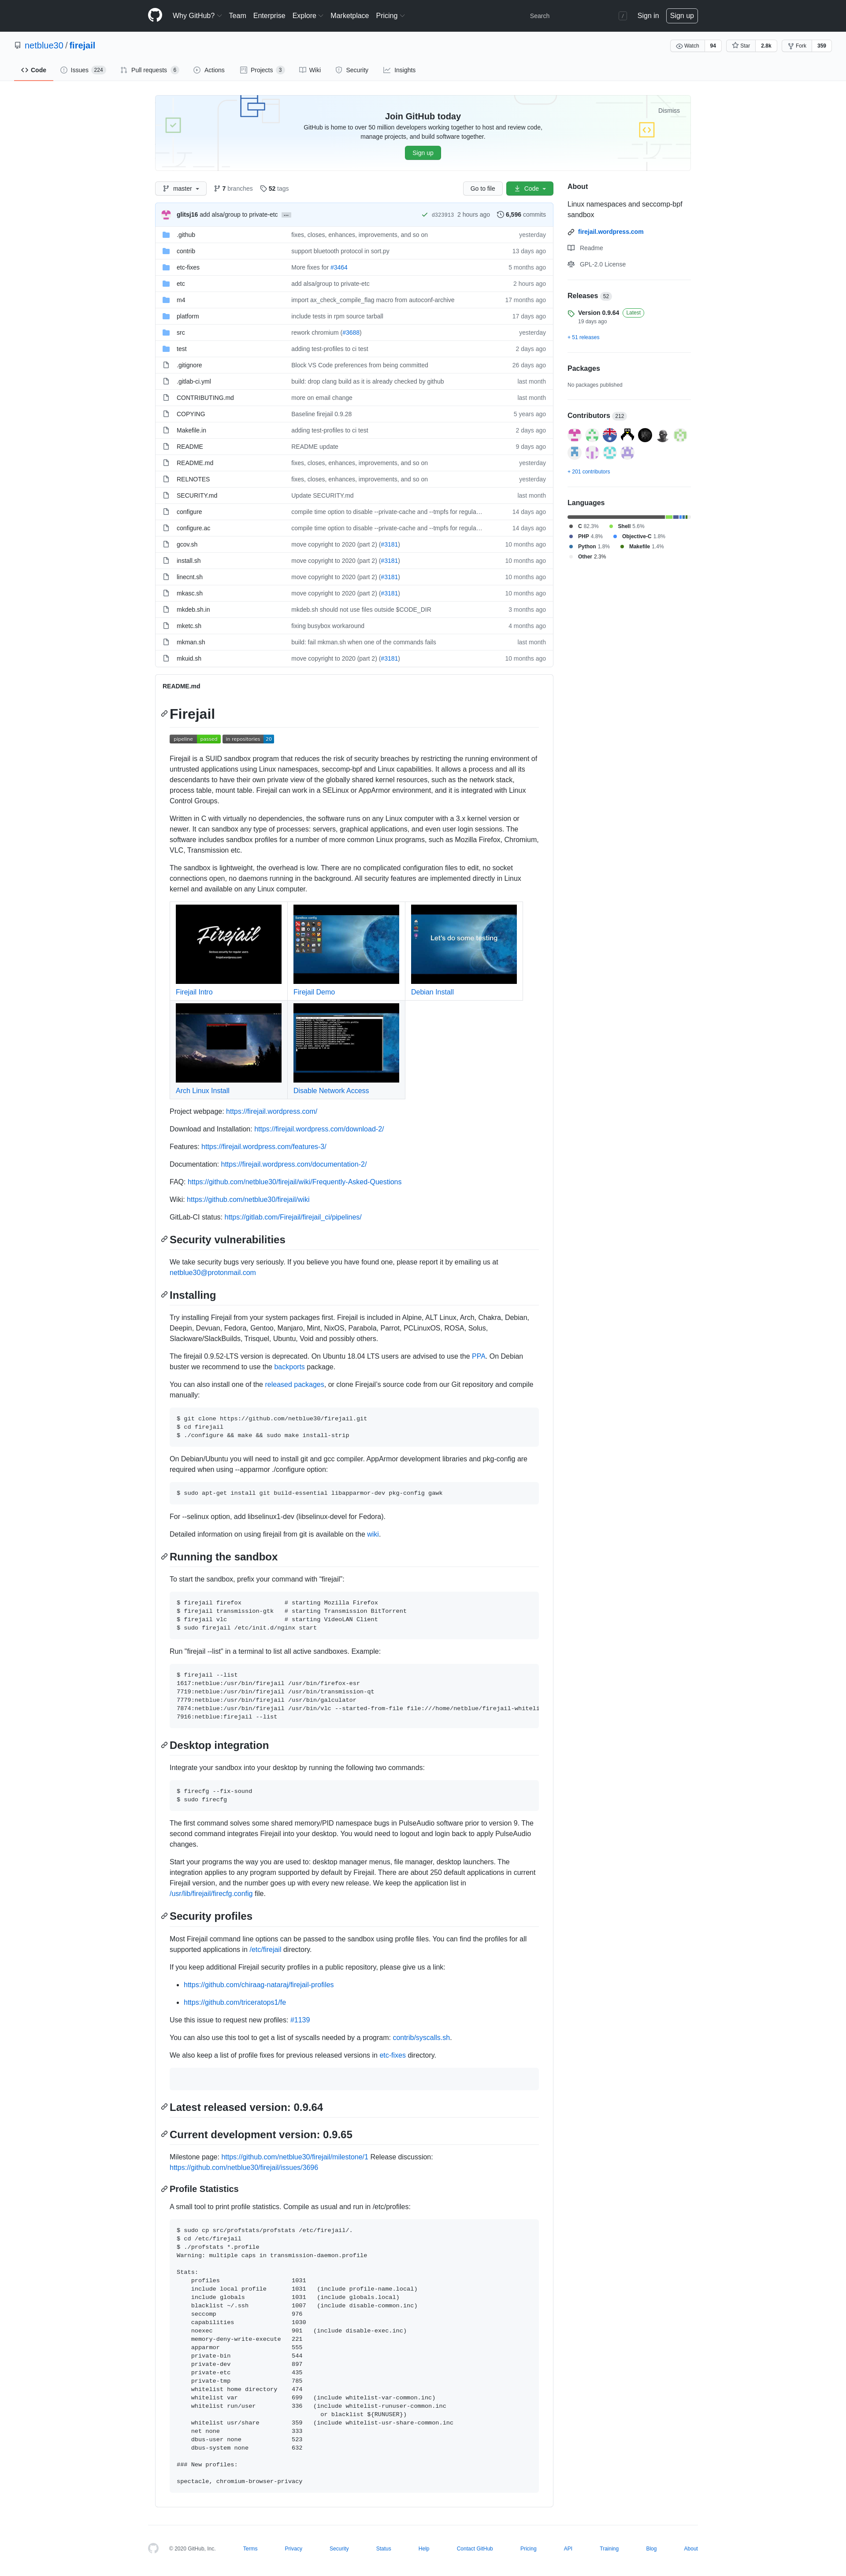 Why GitHub? Team Enterprise Explore Marketplace Pricing Search / Sign in Sign up
netblue30 / firejail
Watch 94 Star 2.8k Fork 359
Code Issues 224 Pull requests 6 Actions Projects 3 Wiki Security Insights
Dismiss
Join GitHub today
GitHub is home to over 50 million developers working together to host and review code,
manage projects, and build software together.
Sign up
master 7 branches 52 tags Go to file Code
glitsj16 add alsa/group to private-etc ... d323913 2 hours ago 6,596 commits
.github fixes, closes, enhances, improvements, and so on yesterday
contrib support bluetooth protocol in sort.py 13 days ago
etc-fixes More fixes for #3464 5 months ago
etc add alsa/group to private-etc 2 hours ago
m4 import ax_check_compile_flag macro from autoconf-archive 17 months ago
platform include tests in rpm source tarball 17 days ago
src rework chromium (#3688) yesterday
test adding test-profiles to ci test 2 days ago
.gitignore Block VS Code preferences from being committed 26 days ago
.gitlab-ci.yml build: drop clang build as it is already checked by github last month
CONTRIBUTING.md more on email change last month
COPYING Baseline firejail 0.9.28 5 years ago
Makefile.in adding test-profiles to ci test 2 days ago
README README update 9 days ago
README.md fixes, closes, enhances, improvements, and so on yesterday
RELNOTES fixes, closes, enhances, improvements, and so on yesterday
SECURITY.md Update SECURITY.md last month
configure compile time option to disable --private-cache and --tmpfs for regula... 14 days ago
configure.ac compile time option to disable --private-cache and --tmpfs for regula... 14 days ago
gcov.sh move copyright to 2020 (part 2) (#3181) 10 months ago
install.sh move copyright to 2020 (part 2) (#3181) 10 months ago
linecnt.sh move copyright to 2020 (part 2) (#3181) 10 months ago
mkasc.sh move copyright to 2020 (part 2) (#3181) 10 months ago
mkdeb.sh.in mkdeb.sh should not use files outside $CODE_DIR 3 months ago
mketc.sh fixing busybox workaround 4 months ago
mkman.sh build: fail mkman.sh when one of the commands fails last month
mkuid.sh move copyright to 2020 (part 2) (#3181) 10 months ago
About
Linux namespaces and seccomp-bpf
sandbox
firejail.wordpress.com
Readme
GPL-2.0 License
Releases 52
Version 0.9.64 Latest
19 days ago
+ 51 releases
Packages
No packages published
Contributors 212
+ 201 contributors
Languages
C 82.3% Shell 5.6%
PHP 4.8% Objective-C 1.8%
Python 1.8% Makefile 1.4%
Other 2.3%
README.md
Firejail
pipeline passed in repositories 20
Firejail is a SUID sandbox program that reduces the risk of security breaches by restricting the running environment of
untrusted applications using Linux namespaces, seccomp-bpf and Linux capabilities. It allows a process and all its
descendants to have their own private view of the globally shared kernel resources, such as the network stack,
process table, mount table. Firejail can work in a SELinux or AppArmor environment, and it is integrated with Linux
Control Groups.
Written in C with virtually no dependencies, the software runs on any Linux computer with a 3.x kernel version or
newer. It can sandbox any type of processes: servers, graphical applications, and even user login sessions. The
software includes sandbox profiles for a number of more common Linux programs, such as Mozilla Firefox, Chromium,
VLC, Transmission etc.
The sandbox is lightweight, the overhead is low. There are no complicated configuration files to edit, no socket
connections open, no daemons running in the background. All security features are implemented directly in Linux
kernel and available on any Linux computer.
Firejail
Let's do some testing
Firejail Intro Firejail Demo Debian Install
Arch Linux Install Disable Network Access
Project webpage: https://firejail.wordpress.com/
Download and Installation: https://firejail.wordpress.com/download-2/
Features: https://firejail.wordpress.com/features-3/
Documentation: https://firejail.wordpress.com/documentation-2/
FAQ: https://github.com/netblue30/firejail/wiki/Frequently-Asked-Questions
Wiki: https://github.com/netblue30/firejail/wiki
GitLab-CI status: https://gitlab.com/Firejail/firejail_ci/pipelines/
Security vulnerabilities
We take security bugs very seriously. If you believe you have found one, please report it by emailing us at
netblue30@protonmail.com
Installing
Try installing Firejail from your system packages first. Firejail is included in Alpine, ALT Linux, Arch, Chakra, Debian,
Deepin, Devuan, Fedora, Gentoo, Manjaro, Mint, NixOS, Parabola, Parrot, PCLinuxOS, ROSA, Solus,
Slackware/SlackBuilds, Trisquel, Ubuntu, Void and possibly others.
The firejail 0.9.52-LTS version is deprecated. On Ubuntu 18.04 LTS users are advised to use the PPA. On Debian
buster we recommend to use the backports package.
You can also install one of the released packages, or clone Firejail's source code from our Git repository and compile
manually:
$ git clone https://github.com/netblue30/firejail.git
$ cd firejail
$ ./configure && make && sudo make install-strip
On Debian/Ubuntu you will need to install git and gcc compiler. AppArmor development libraries and pkg-config are
required when using --apparmor ./configure option:
$ sudo apt-get install git build-essential libapparmor-dev pkg-config gawk
For --selinux option, add libselinux1-dev (libselinux-devel for Fedora).
Detailed information on using firejail from git is available on the wiki.
Running the sandbox
To start the sandbox, prefix your command with "firejail":
$ firejail firefox # starting Mozilla Firefox
$ firejail transmission-gtk # starting Transmission BitTorrent
$ firejail vlc # starting VideoLAN Client
$ sudo firejail /etc/init.d/nginx start
Run "firejail --list" in a terminal to list all active sandboxes. Example:
$ firejail --list
1617:netblue:/usr/bin/firejail /usr/bin/firefox-esr
7719:netblue:/usr/bin/firejail /usr/bin/transmission-qt
7779:netblue:/usr/bin/firejail /usr/bin/galculator
7874:netblue:/usr/bin/firejail /usr/bin/vlc --started-from-file file:///home/netblue/firejail-whiteli
7916:netblue:firejail --list
Desktop integration
Integrate your sandbox into your desktop by running the following two commands:
$ firecfg --fix-sound
$ sudo firecfg
The first command solves some shared memory/PID namespace bugs in PulseAudio software prior to version 9. The
second command integrates Firejail into your desktop. You would need to logout and login back to apply PulseAudio
changes.
Start your programs the way you are used to: desktop manager menus, file manager, desktop launchers. The
integration applies to any program supported by default by Firejail. There are about 250 default applications in current
Firejail version, and the number goes up with every new release. We keep the application list in
/usr/lib/firejail/firecfg.config file.
Security profiles
Most Firejail command line options can be passed to the sandbox using profile files. You can find the profiles for all
supported applications in /etc/firejail directory.
If you keep additional Firejail security profiles in a public repository, please give us a link:
https://github.com/chiraag-nataraj/firejail-profiles
https://github.com/triceratops1/fe
Use this issue to request new profiles: #1139
You can also use this tool to get a list of syscalls needed by a program: contrib/syscalls.sh.
We also keep a list of profile fixes for previous released versions in etc-fixes directory.
Latest released version: 0.9.64
Current development version: 0.9.65
Milestone page: https://github.com/netblue30/firejail/milestone/1 Release discussion:
https://github.com/netblue30/firejail/issues/3696
Profile Statistics
A small tool to print profile statistics. Compile as usual and run in /etc/profiles:
$ sudo cp src/profstats/profstats /etc/firejail/.
$ cd /etc/firejail
$ ./profstats *.profile
Warning: multiple caps in transmission-daemon.profile
Stats:
profiles 1031
include local profile 1031 (include profile-name.local)
include globals 1031 (include globals.local)
blacklist ~/.ssh 1007 (include disable-common.inc)
seccomp 976
capabilities 1030
noexec 901 (include disable-exec.inc)
memory-deny-write-execute 221
apparmor 555
private-bin 544
private-dev 897
private-etc 435
private-tmp 785
whitelist home directory 474
whitelist var 699 (include whitelist-var-common.inc)
whitelist run/user 336 (include whitelist-runuser-common.inc
or blacklist ${RUNUSER})
whitelist usr/share 359 (include whitelist-usr-share-common.inc
net none 333
dbus-user none 523
dbus-system none 632
### New profiles:
spectacle, chromium-browser-privacy
© 2020 GitHub, Inc. Terms Privacy Security Status Help Contact GitHub Pricing API Training Blog About